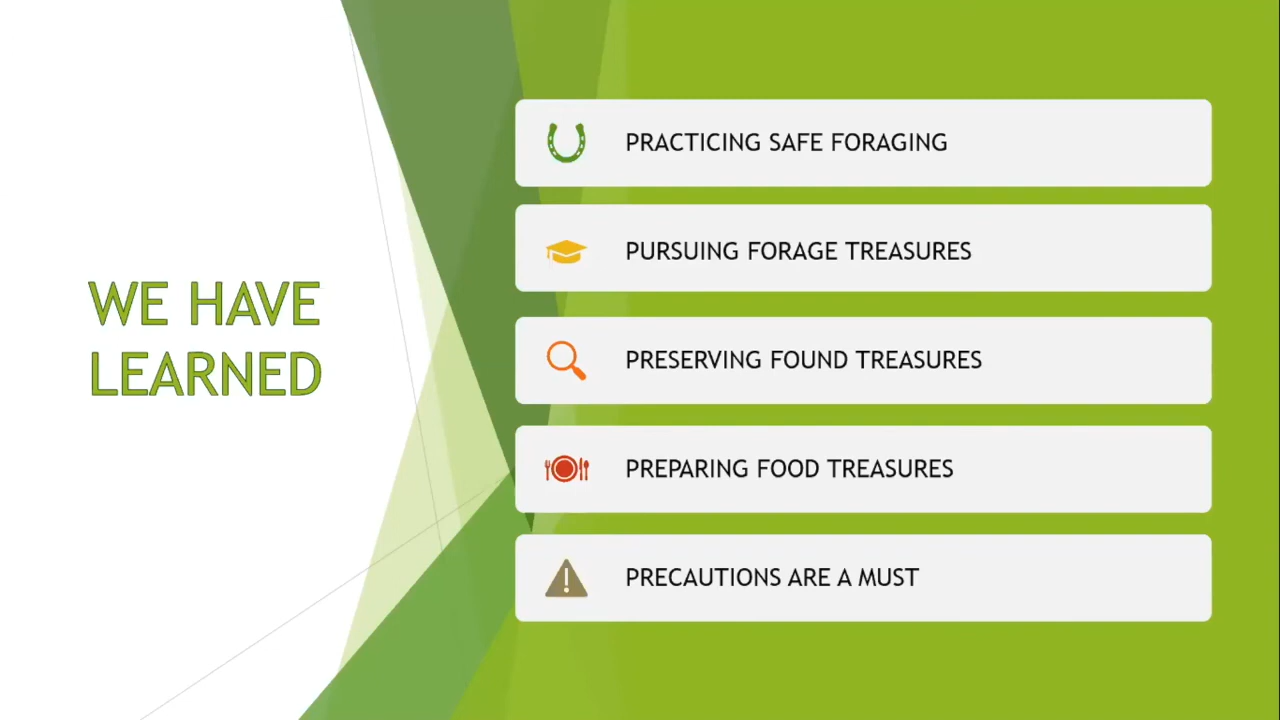 WE HAVE
LEARNED
PRACTICING SAFE FORAGING
PURSUING FORAGE TREASURES
PRESERVING FOUND TREASURES
PREPARING FOOD TREASURES
PRECAUTIONS ARE A MUST